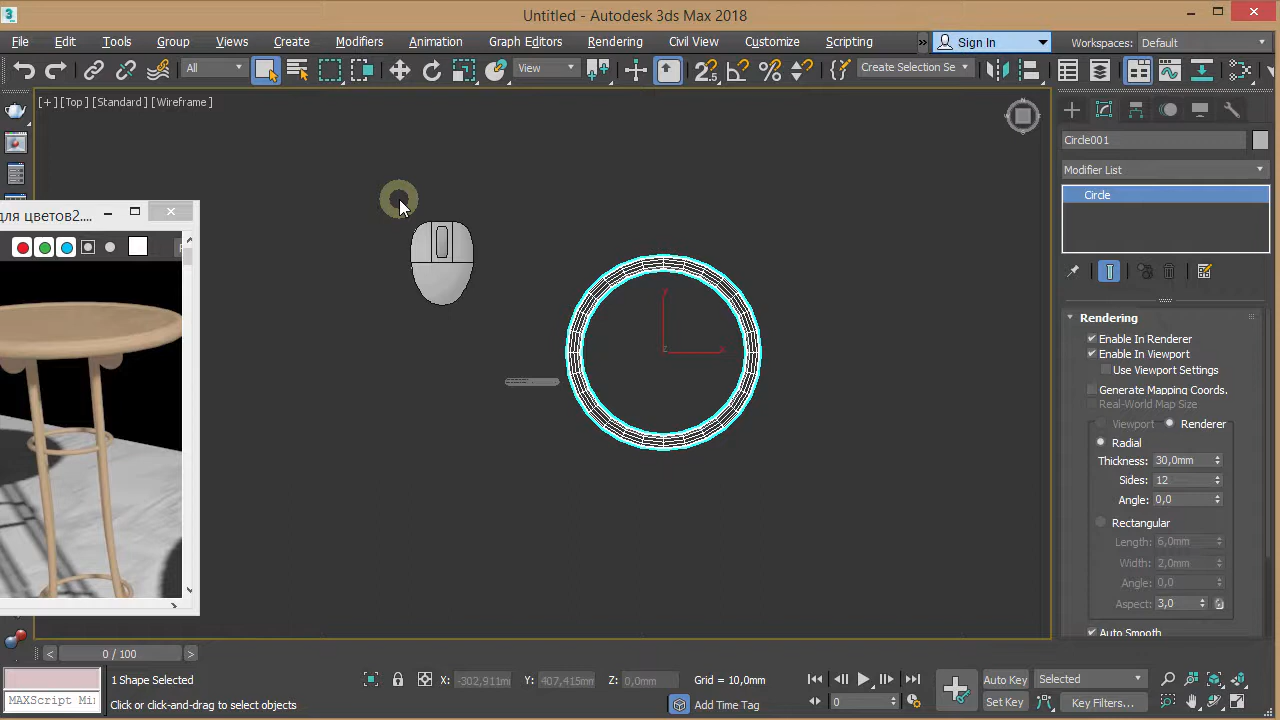 Untitled - Autodesk 3ds Max 2018
File Edit Tools Group Views Create Modifiers Animation Graph Editors Rendering Civil View Customize Scripting » Sign In Workspaces: Default
All View Create Selection Se
[+] [Top] [Standard] [Wireframe]
Circle001
Modifier List
Circle
для цветов2....
Rendering
Enable In Renderer
Enable In Viewport
Use Viewport Settings
Generate Mapping Coords.
Real-World Map Size
Viewport Renderer
Radial
Thickness: 30,0mm
Sides: 12
Angle: 0,0
Rectangular
Length: 6,0mm
Width: 2,0mm
Angle: 0,0
Aspect: 3,0
Auto Smooth
y
x
z
< 0 / 100 >
1 Shape Selected X: -302,911m Y: 407,415mm Z: 0,0mm Grid = 10,0mm Auto Key Selected
MAXScript Mi Click or click-and-drag to select objects Add Time Tag 0 Set Key Key Filters...